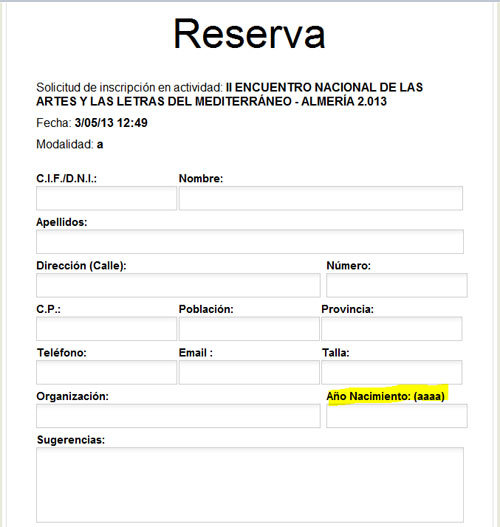 Reserva
Solicitud de inscripción en actividad: II ENCUENTRO NACIONAL DE LAS
ARTES Y LAS LETRAS DEL MEDITERRÁNEO - ALMERÍA 2.013
Fecha: 3/05/13 12:49
Modalidad: a
C.I.F./D.N.I.: Nombre:
Apellidos:
Dirección (Calle): Número:
C.P.: Población: Provincia:
Teléfono: Email : Talla:
Organización: Año Nacimiento: (aaaa)
Sugerencias: